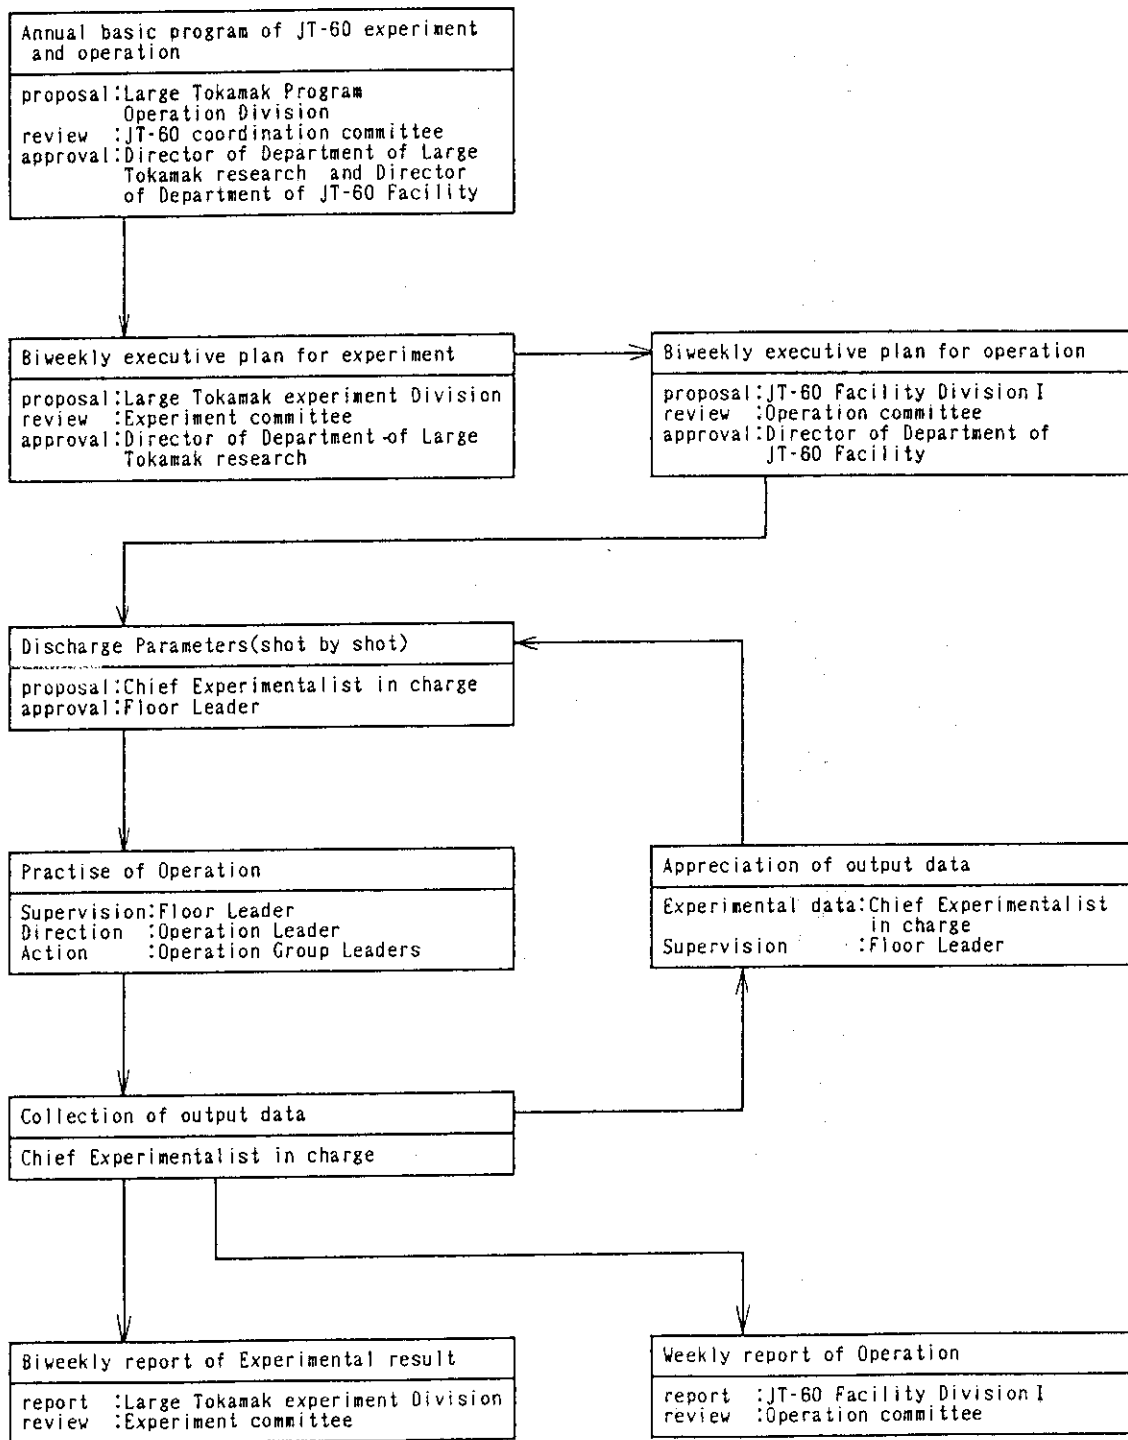 Annual basic program of JT-60 experiment
and operation
proposal:Large Tokamak Program
Operation Division
review :JT-60 coordination committee
approval:Director of Department of Large
Tokamak research and Director
of Department of JT-60 Facility
Biweekly executive plan for experiment
proposal:Large Tokamak experiment Division
review :Experiment committee
approval:Director of Department of Large
Tokamak research
Biweekly executive plan for operation
proposal:JT-60 Facility Division I
review :Operation committee
approval:Director of Department of
JT-60 Facility
Discharge Parameters(shot by shot)
proposal:Chief Experimentalist in charge
approval:Floor Leader
Practise of Operation
Supervision:Floor Leader
Direction :Operation Leader
Action :Operation Group Leaders
Appreciation of output data
Experimental data:Chief Experimentalist
in charge
Supervision :Floor Leader
Collection of output data
Chief Experimentalist in charge
Biweekly report of Experimental result
report :Large Tokamak experiment Division
review :Experiment committee
Weekly report of Operation
report :JT-60 Facility Division I
review :Operation committee